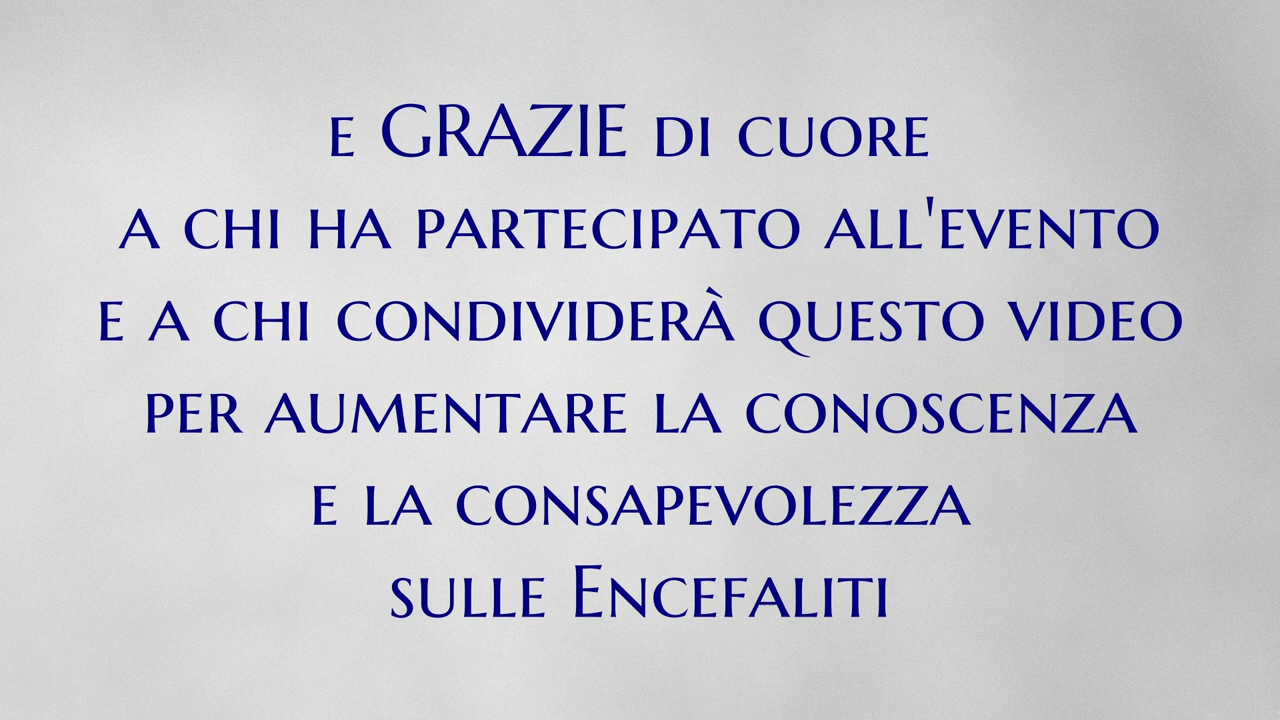 e GRAZIE di cuore
a chi ha partecipato all'evento
e a chi condividerà questo video
per aumentare la conoscenza
e la consapevolezza
sulle Encefaliti